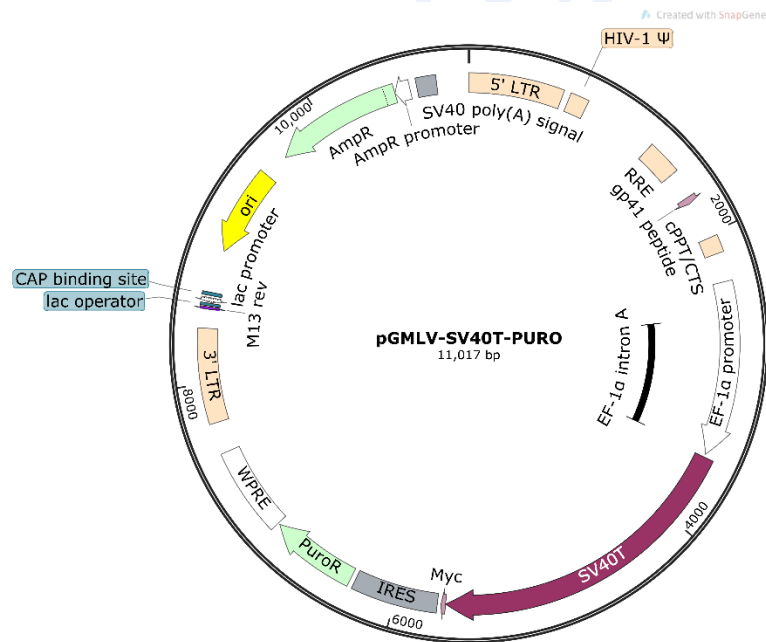 Created with SnapGene
HIV-1 Ψ
5' LTR
SV40 poly(A) signal
AmpR promoter
AmpR
10,000
RRE
gp41 peptide
cPPT/CTS
2000
ori
lac promoter
CAP binding site
lac operator
M13 rev
pGMLV-SV40T-PURO
11,017 bp
EF-1α intron A
EF-1α promoter
3' LTR
8000
WPRE
PuroR
IRES
Myc
SV40T
4000
6000